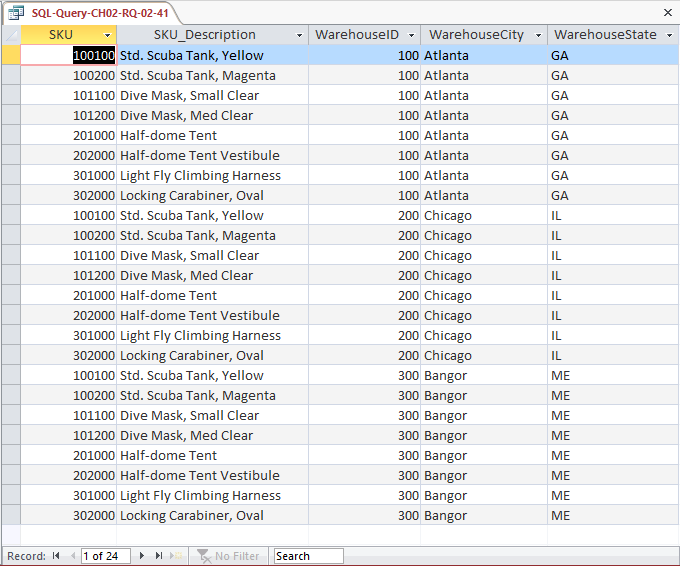 SQL-Query-CH02-RQ-02-41
SKU SKU_Description WarehouseID WarehouseCity WarehouseState
100100 Std. Scuba Tank, Yellow 100 Atlanta GA
100200 Std. Scuba Tank, Magenta 100 Atlanta GA
101100 Dive Mask, Small Clear 100 Atlanta GA
101200 Dive Mask, Med Clear 100 Atlanta GA
201000 Half-dome Tent 100 Atlanta GA
202000 Half-dome Tent Vestibule 100 Atlanta GA
301000 Light Fly Climbing Harness 100 Atlanta GA
302000 Locking Carabiner, Oval 100 Atlanta GA
100100 Std. Scuba Tank, Yellow 200 Chicago IL
100200 Std. Scuba Tank, Magenta 200 Chicago IL
101100 Dive Mask, Small Clear 200 Chicago IL
101200 Dive Mask, Med Clear 200 Chicago IL
201000 Half-dome Tent 200 Chicago IL
202000 Half-dome Tent Vestibule 200 Chicago IL
301000 Light Fly Climbing Harness 200 Chicago IL
302000 Locking Carabiner, Oval 200 Chicago IL
100100 Std. Scuba Tank, Yellow 300 Bangor ME
100200 Std. Scuba Tank, Magenta 300 Bangor ME
101100 Dive Mask, Small Clear 300 Bangor ME
101200 Dive Mask, Med Clear 300 Bangor ME
201000 Half-dome Tent 300 Bangor ME
202000 Half-dome Tent Vestibule 300 Bangor ME
301000 Light Fly Climbing Harness 300 Bangor ME
302000 Locking Carabiner, Oval 300 Bangor ME
Record: 1 of 24 No Filter Search